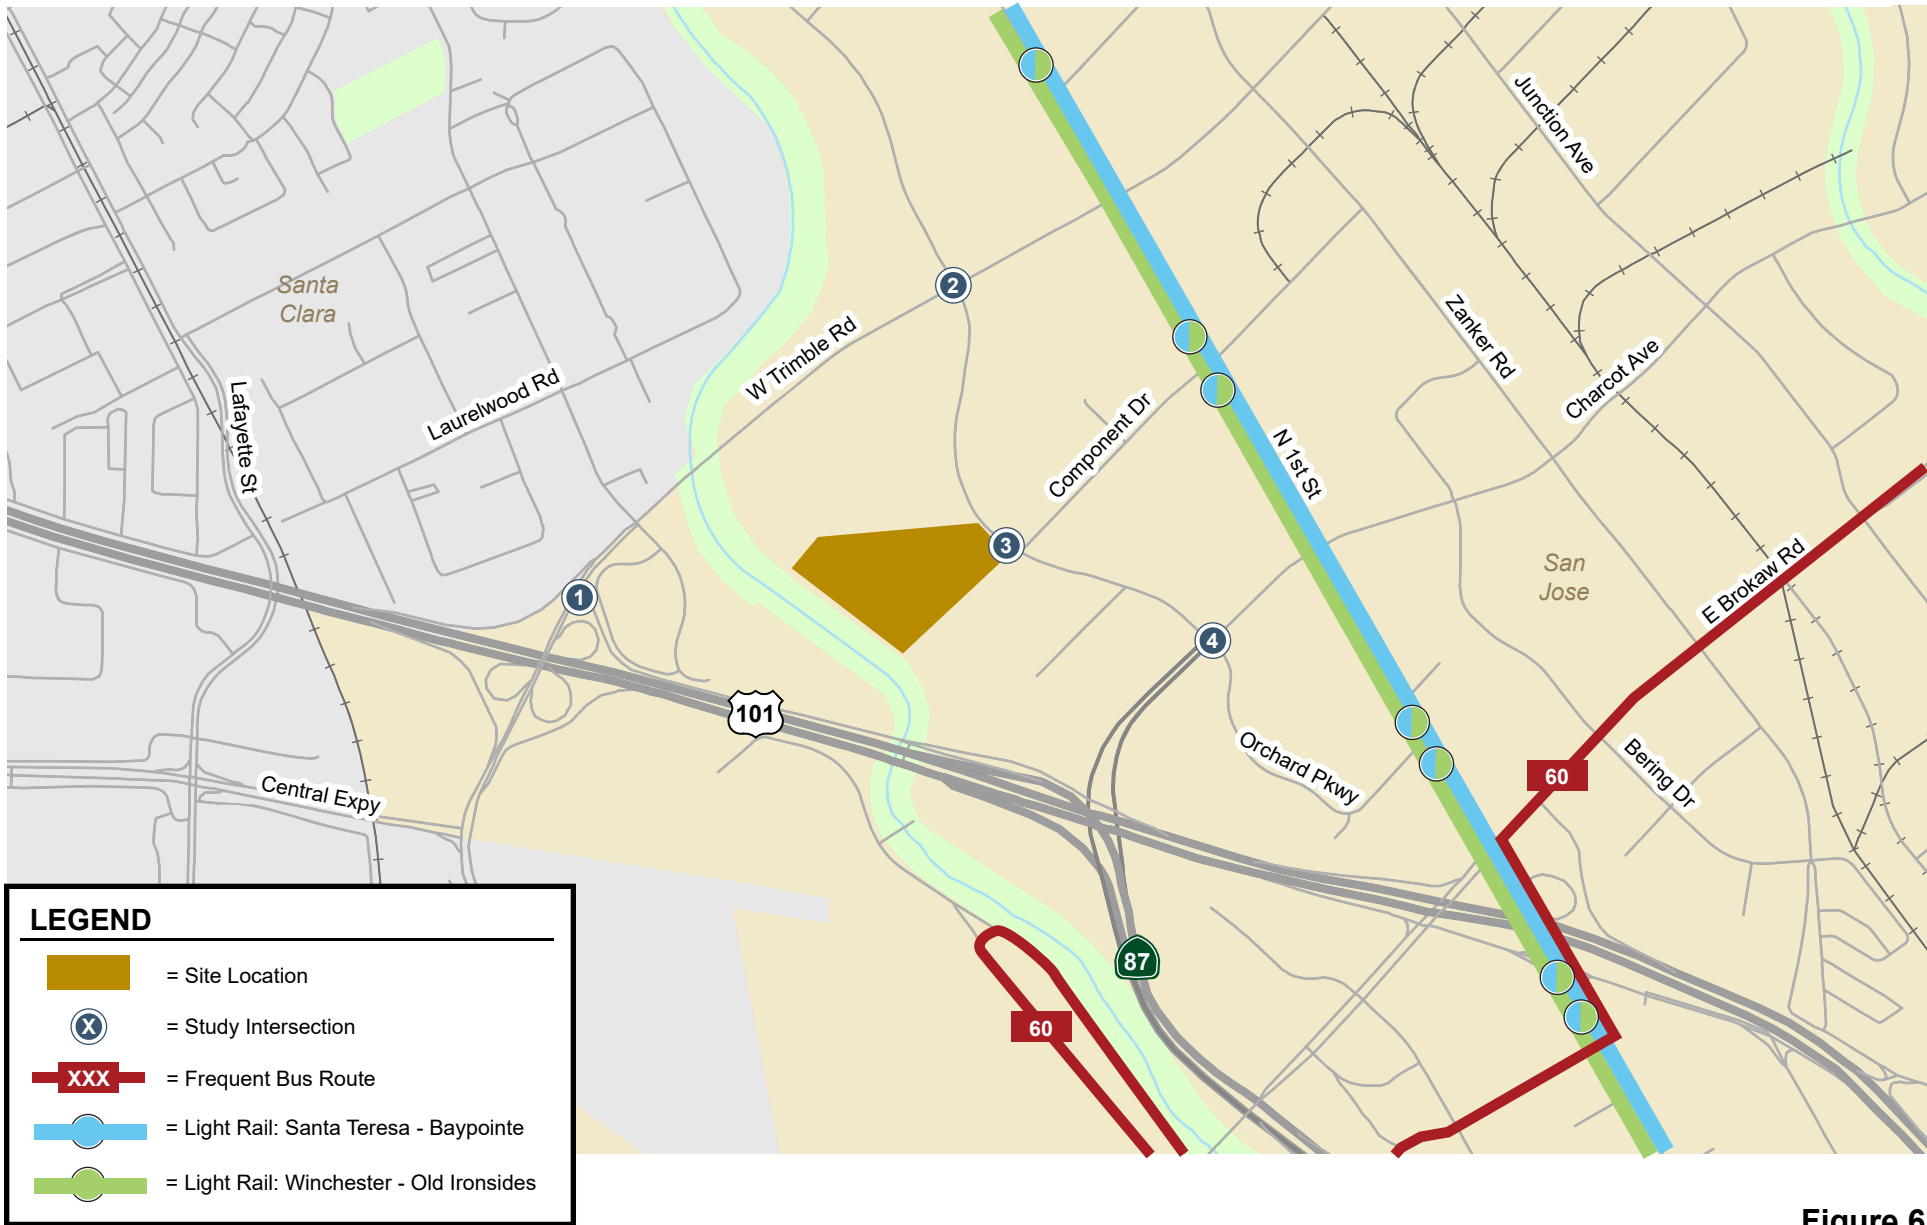 Junction Ave
Santa
Clara
2
W Trimble Rd
Zanker Rd
Charcot Ave
Lafayette St
Laurelwood Rd
Component Dr
N 1st St
3
San
Jose
E Brokaw Rd
1
4
101
Orchard Pkwy
60
Bering Dr
Central Expy
87
60
LEGEND
= Site Location
X = Study Intersection
XXX = Frequent Bus Route
= Light Rail: Santa Teresa - Baypointe
= Light Rail: Winchester - Old Ironsides
Figure 6